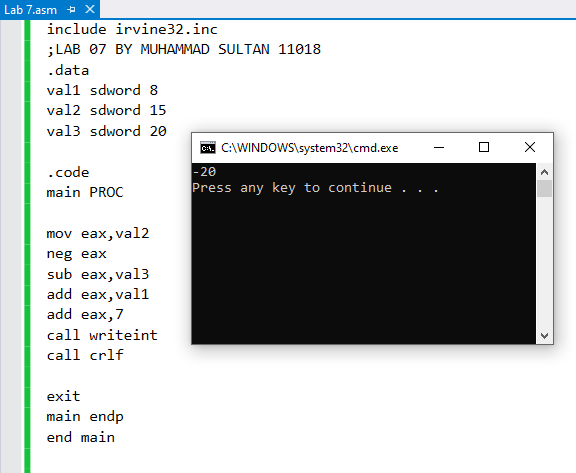 Lab 7.asm
include irvine32.inc
;LAB 07 BY MUHAMMAD SULTAN 11018
.data
val1 sdword 8
val2 sdword 15
val3 sdword 20
.code
main PROC
mov eax,val2
neg eax
sub eax,val3
add eax,val1
add eax,7
call writeint
call crlf
exit
main endp
end main
C:\WINDOWS\system32\cmd.exe
-20
Press any key to continue . . .